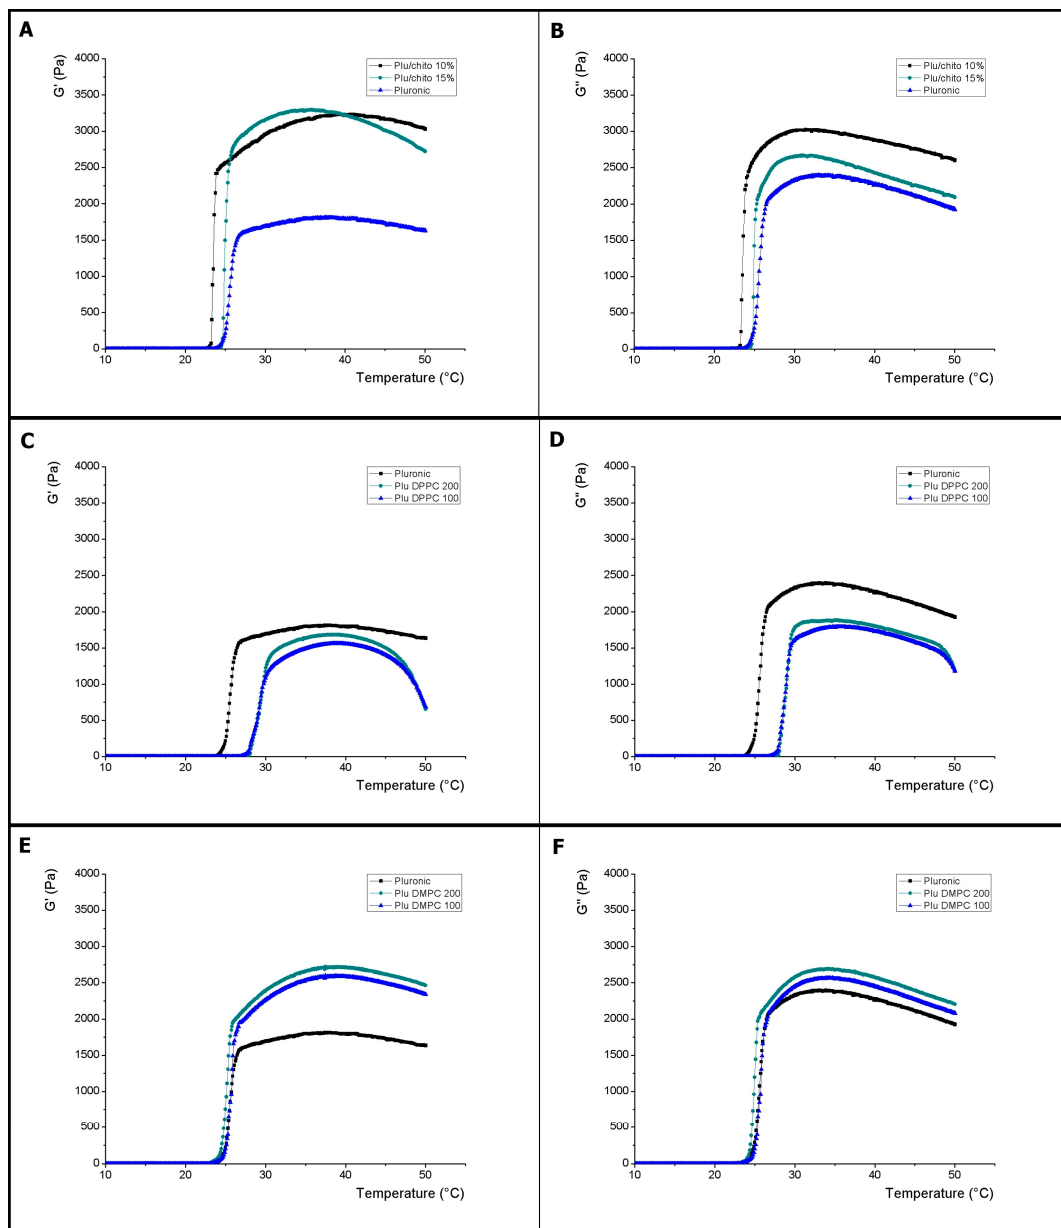 A
G' (Pa)
4000
3500
3000
2500
2000
1500
1000
500
0
10 20 30 40 50
Temperature (°C)
Plu/chito 10%
Plu/chito 15%
Pluronic
B
G'' (Pa)
4000
3500
3000
2500
2000
1500
1000
500
0
10 20 30 40 50
Temperature (°C)
Plu/chito 10%
Plu/chito 15%
Pluronic
C
G' (Pa)
4000
3500
3000
2500
2000
1500
1000
500
0
10 20 30 40 50
Temperature (°C)
Pluronic
Plu DPPC 200
Plu DPPC 100
D
G'' (Pa)
4000
3500
3000
2500
2000
1500
1000
500
0
10 20 30 40 50
Temperature (°C)
Pluronic
Plu DPPC 200
Plu DPPC 100
E
G' (Pa)
4000
3500
3000
2500
2000
1500
1000
500
0
10 20 30 40 50
Temperature (°C)
Pluronic
Plu DMPC 200
Plu DMPC 100
F
G'' (Pa)
4000
3500
3000
2500
2000
1500
1000
500
0
10 20 30 40 50
Temperature (°C)
Pluronic
Plu DMPC 200
Plu DMPC 100